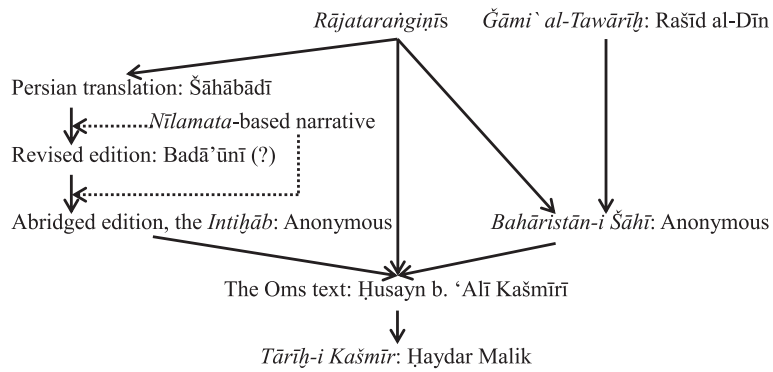 Rājataraṅgiṇīs
Ǧāmi` al-Tawārīḫ: Rašīd al-Dīn
Persian translation: Šāhābādī
Nīlamata-based narrative
Revised edition: Badā’ūnī (?)
Abridged edition, the Intiḫāb: Anonymous
Bahāristān-i Šāhī: Anonymous
The Oms text: Ḥusayn b. ‘Alī Kašmīrī
Tārīḫ-i Kašmīr: Ḥaydar Malik